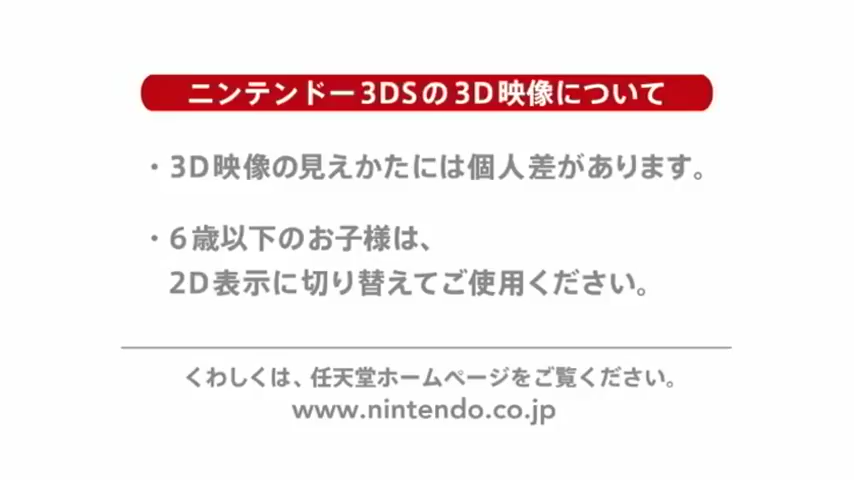 ニンテンドー3DSの3D映像について
・3D映像の見えかたには個人差があります。
・6歳以下のお子様は、
2D表示に切り替えてご使用ください。
くわしくは、任天堂ホームページをご覧ください。
www.nintendo.co.jp